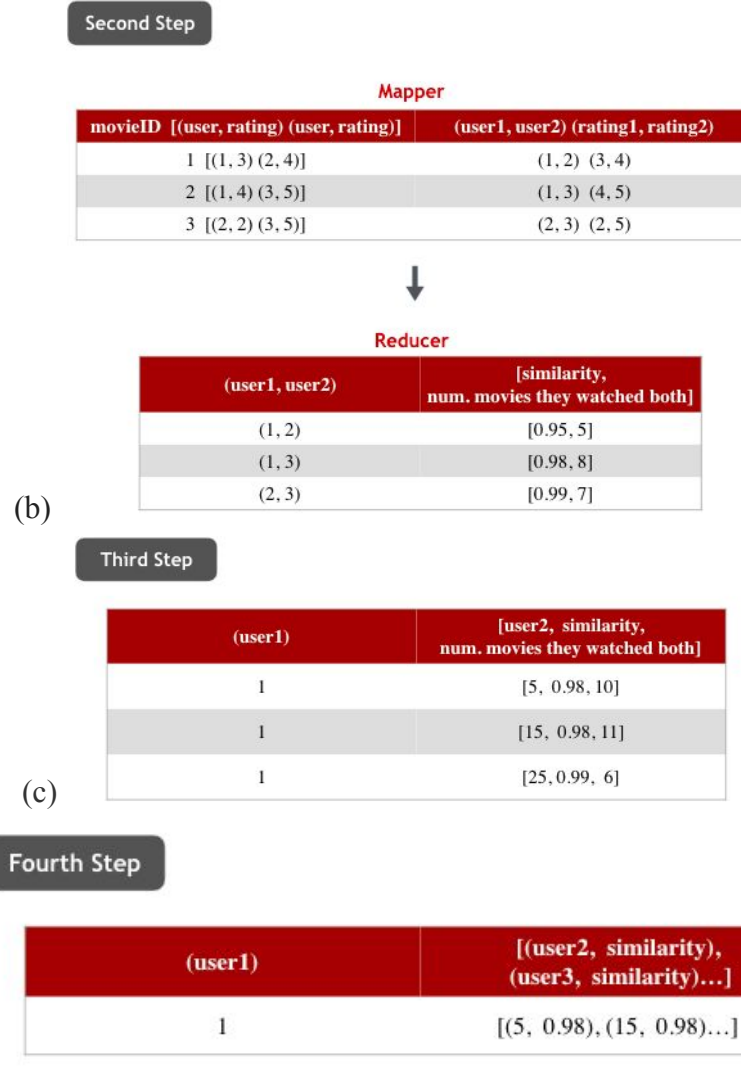 Second Step
Mapper
movieID [(user, rating) (user, rating)] (user1, user2) (rating1, rating2)
1 [(1, 3) (2, 4)] (1, 2) (3, 4)
2 [(1, 4) (3, 5)] (1, 3) (4, 5)
3 [(2, 2) (3, 5)] (2, 3) (2, 5)
Reducer
(user1, user2) [similarity,
num. movies they watched both]
(1, 2) [0.95, 5]
(1, 3) [0.98, 8]
(2, 3) [0.99, 7]
(b)
Third Step
(user1) [user2, similarity,
num. movies they watched both]
1 [5, 0.98, 10]
1 [15, 0.98, 11]
1 [25, 0.99, 6]
(c)
Fourth Step
(user1) [(user2, similarity),
(user3, similarity)…]
1 [(5, 0.98), (15, 0.98)…]